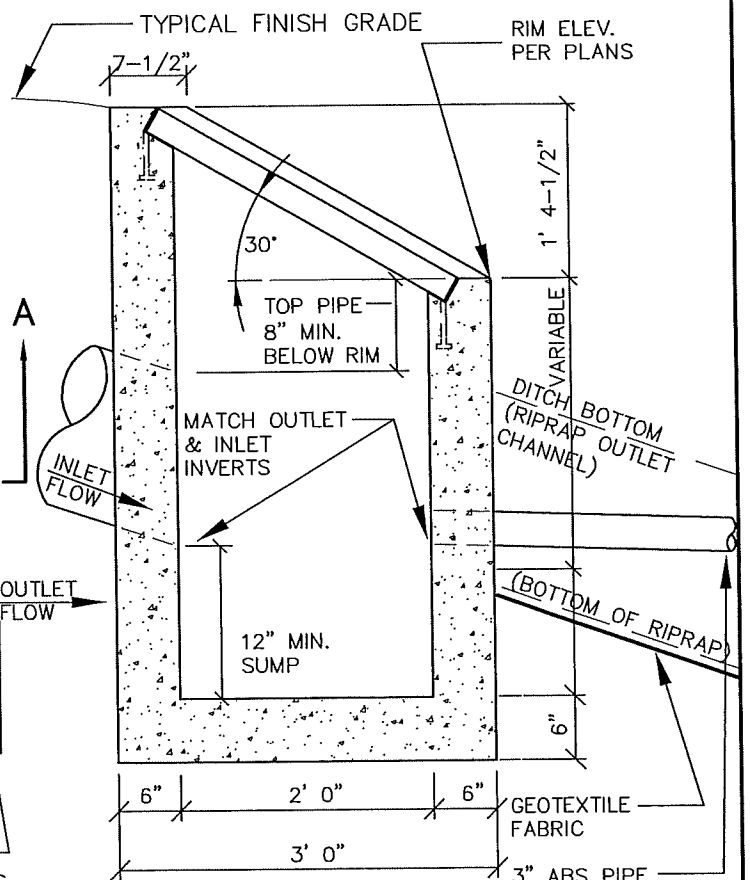 TYPICAL FINISH GRADE
RIM ELEV.
PER PLANS
7-1/2"
1' 4-1/2"
30°
A
TOP PIPE
8" MIN.
BELOW RIM
VARIABLE
DITCH BOTTOM
(RIPRAP OUTLET
CHANNEL)
MATCH OUTLET
& INLET
INVERTS
INLET
FLOW
OUTLET
FLOW
(BOTTOM OF RIPRAP)
12" MIN.
SUMP
6"
6"
2' 0"
6"
GEOTEXTILE
FABRIC
3' 0"
3" ABS PIPE